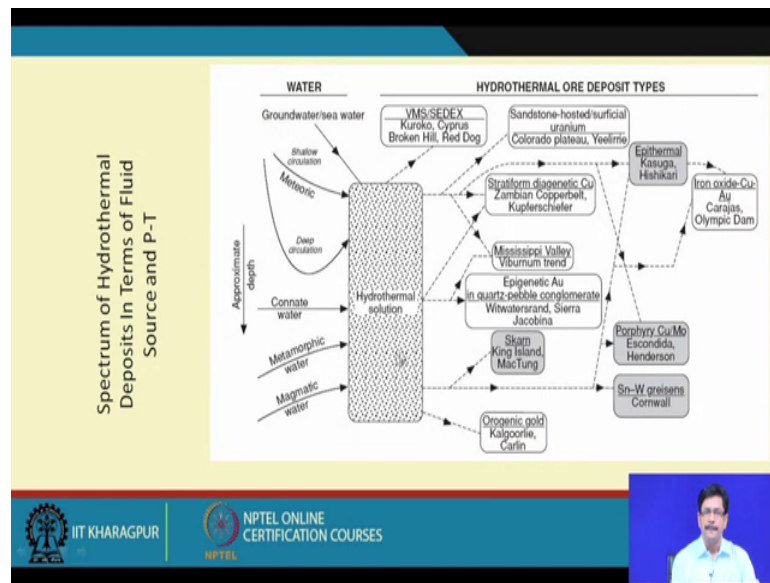 Spectrum of Hydrothermal
Deposits In Terms of Fluid
Source and P-T
WATER
HYDROTHERMAL ORE DEPOSIT TYPES
Groundwater/sea water
Shallow
circulation
Meteoric
Deep
circulation
Approximate
depth
Connate
water
Metamorphic
water
Magmatic
water
Hydrothermal
solution
VMS/SEDEX
Kuroko, Cyprus
Broken Hill, Red Dog
Sandstone-hosted/surficial
uranium
Colorado plateau, Yeelirrie
Epithermal
Kasuga,
Hishikari
Stratiform diagenetic Cu
Zambian Copperbelt,
Kupferschiefer
Iron oxide-Cu-
Au
Carajas,
Olympic Dam
Mississippi Valley
Viburnum trend
Epigenetic Au
in quartz-pebble conglomerate
Witwatersrand, Sierra
Jacobina
Skarn
King Island,
MacTung
Porphyry Cu/Mo
Escondida,
Henderson
Sn–W greisens
Cornwall
Orogenic gold
Kalgoorlie,
Carlin
IIT KHARAGPUR
NPTEL
NPTEL ONLINE
CERTIFICATION COURSES